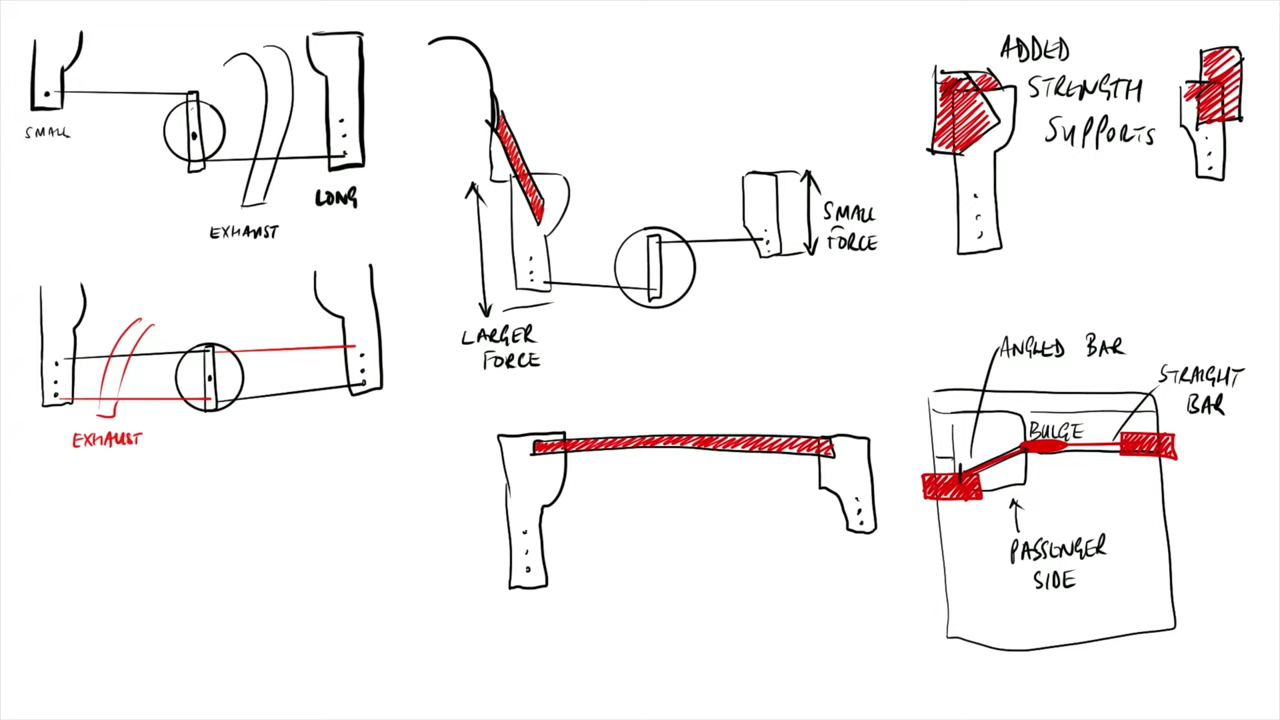 SMALL
EXHAUST
LONG
EXHAUST
LARGER
FORCE
SMALL
FORCE
ADDED
STRENGTH
SUPPORTS
ANGLED BAR
STRAIGHT
BAR
BULGE
PASSENGER
SIDE